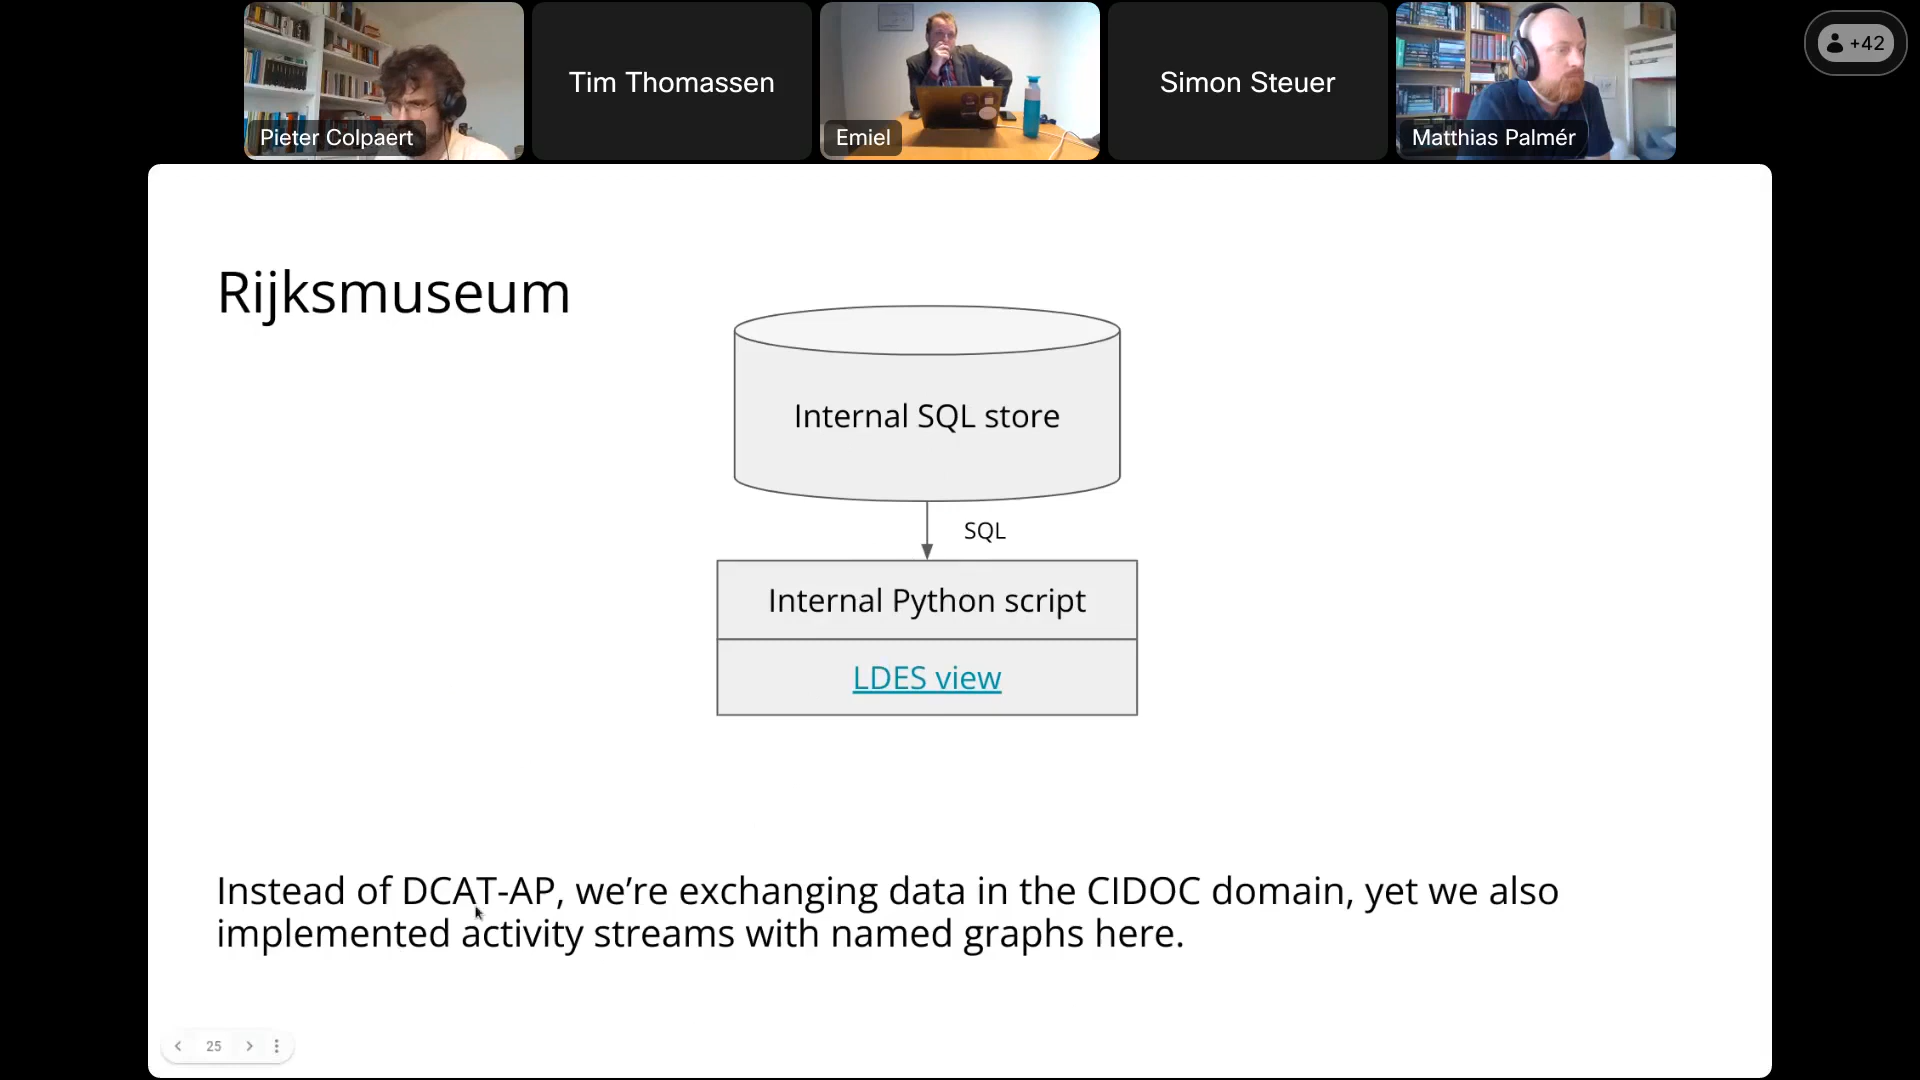 Pieter Colpaert
Tim Thomassen
Emiel
Simon Steuer
Matthias Palmér
+42
Rijksmuseum
Internal SQL store
SQL
Internal Python script
LDES view
Instead of DCAT-AP, we’re exchanging data in the CIDOC domain, yet we also
implemented activity streams with named graphs here.
25